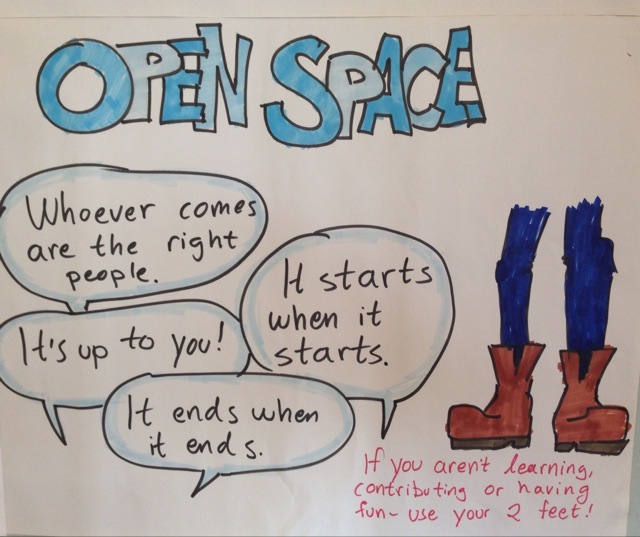 OPEN SPACE
Whoever comes
are the right
people.
It starts
when it
starts.
It's up to you!
It ends when
it ends.
If you aren't learning,
contributing or having
fun - use your 2 feet!